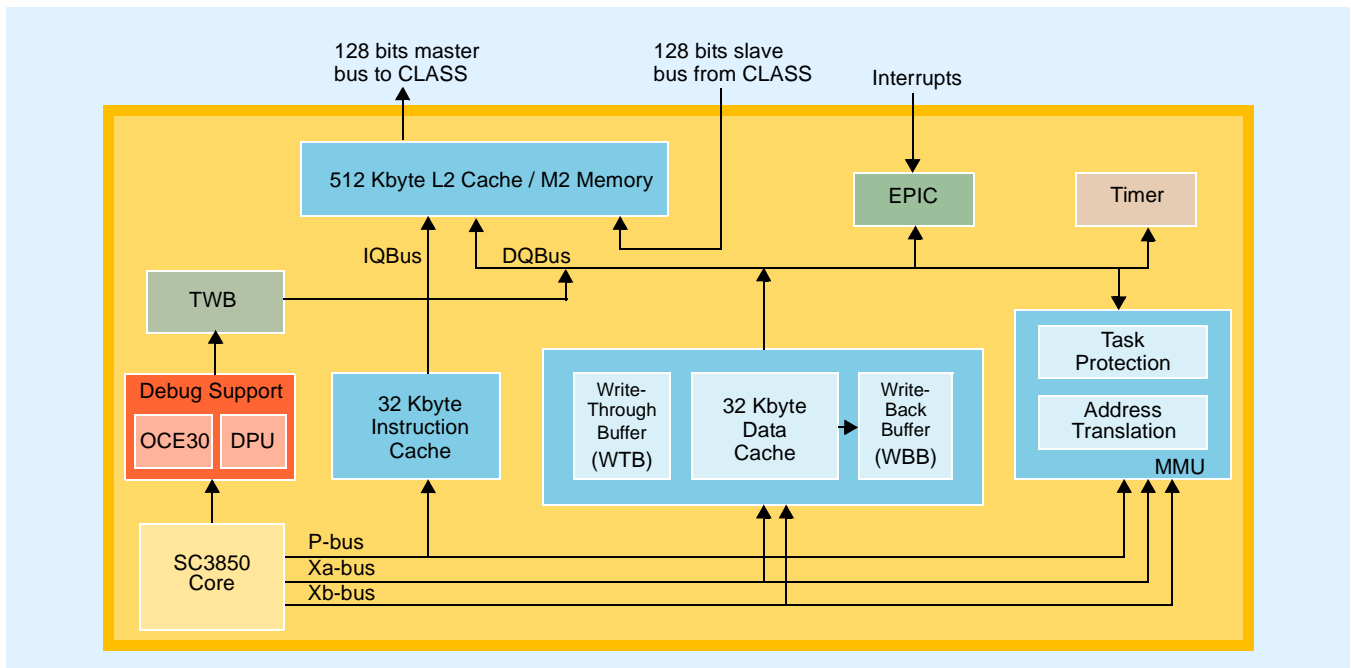 128 bits master
bus to CLASS
128 bits slave
bus from CLASS
Interrupts
512 Kbyte L2 Cache / M2 Memory
EPIC
Timer
IQBus
DQBus
TWB
Task
Protection
Address
Translation
MMU
Debug Support
OCE30
DPU
32 Kbyte
Instruction
Cache
Write-
Through
Buffer
(WTB)
32 Kbyte
Data
Cache
Write-
Back
Buffer
(WBB)
SC3850
Core
P-bus
Xa-bus
Xb-bus